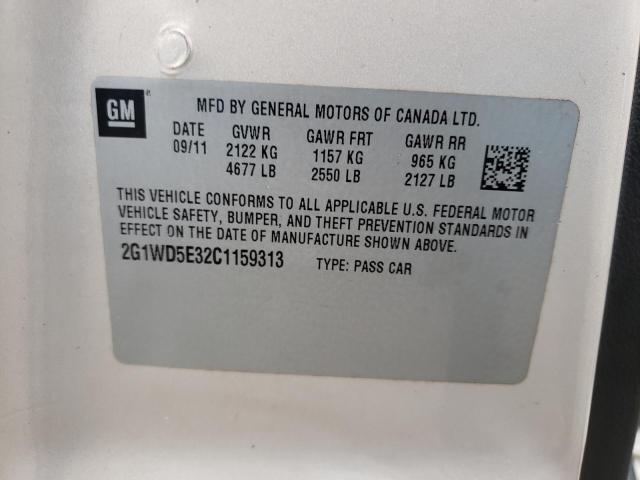 GM
MFD BY GENERAL MOTORS OF CANADA LTD.
DATE GVWR GAWR FRT GAWR RR
09/11 2122 KG 1157 KG 965 KG
4677 LB 2550 LB 2127 LB
THIS VEHICLE CONFORMS TO ALL APPLICABLE U.S. FEDERAL MOTOR
VEHICLE SAFETY, BUMPER, AND THEFT PREVENTION STANDARDS IN
EFFECT ON THE DATE OF MANUFACTURE SHOWN ABOVE.
2G1WD5E32C1159313 TYPE: PASS CAR